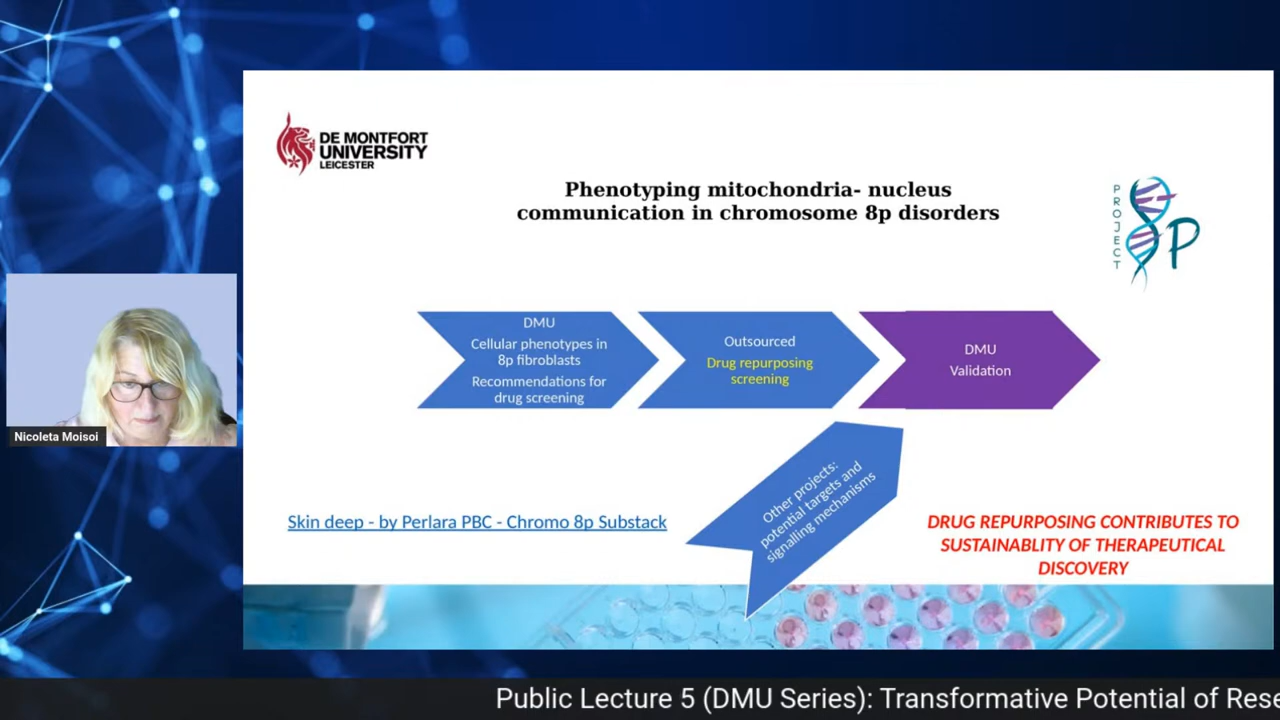 DE MONTFORT
UNIVERSITY
LEICESTER
Phenotyping mitochondria- nucleus
communication in chromosome 8p disorders
PROJECT
8P
DMU
Cellular phenotypes in
8p fibroblasts
Recommendations for
drug screening
Outsourced
Drug repurposing
screening
DMU
Validation
Other projects:
potential targets and
signalling mechanisms
Nicoleta Moisoi
Skin deep - by Perlara PBC - Chromo 8p Substack
DRUG REPURPOSING CONTRIBUTES TO
SUSTAINABLITY OF THERAPEUTICAL
DISCOVERY
Public Lecture 5 (DMU Series): Transformative Potential of